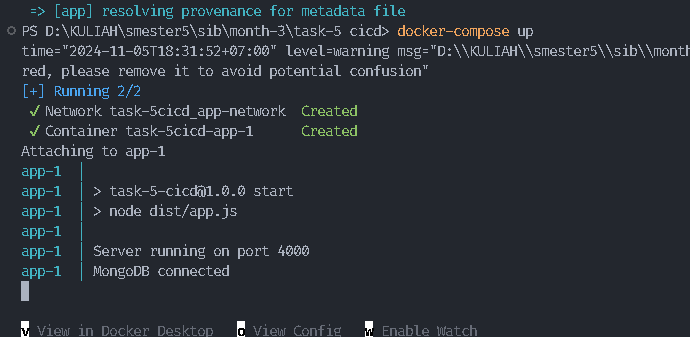 => [app] resolving provenance for metadata file
PS D:\KULIAH\smester5\sib\month-3\task-5 cicd> docker-compose up
time="2024-11-05T18:31:52+07:00" level=warning msg="D:\\KULIAH\\smester5\\sib\\month
red, please remove it to avoid potential confusion"
[+] Running 2/2
✓ Network task-5cicd_app-network Created
✓ Container task-5cicd-app-1 Created
Attaching to app-1
app-1 |
app-1 | > task-5-cicd@1.0.0 start
app-1 | > node dist/app.js
app-1 |
app-1 | Server running on port 4000
app-1 | MongoDB connected
v View in Docker Desktop o View Config w Enable Watch